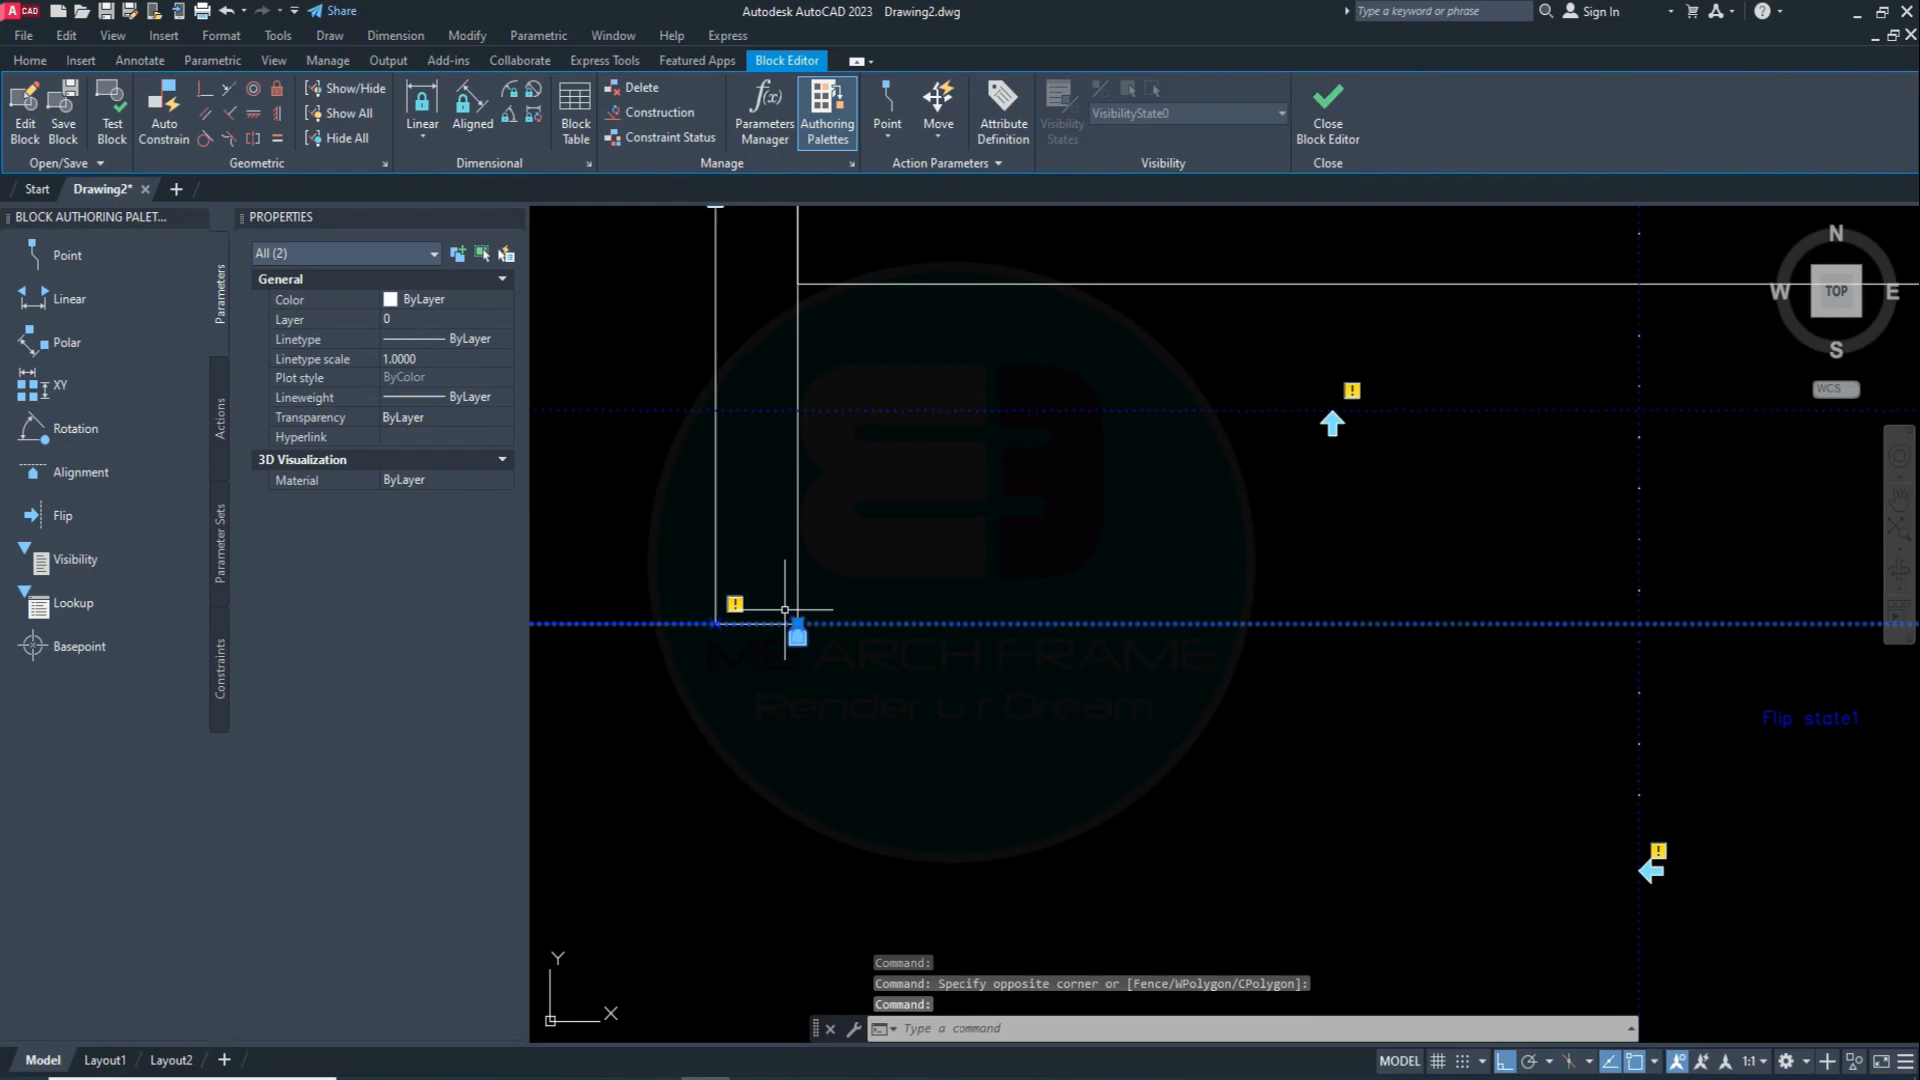 A CAD
Share
Autodesk AutoCAD 2023 Drawing2.dwg
Type a keyword or phrase
Sign In
File Edit View Insert Format Tools Draw Dimension Modify Parametric Window Help Express
Home Insert Annotate Parametric View Manage Output Add-ins Collaborate Express Tools Featured Apps Block Editor
Edit Block
Save Block
Test Block
Auto Constrain
Show/Hide
Show All
Hide All
Linear
Aligned
Block Table
Delete
Construction
Constraint Status
f(x)
Parameters Manager
Authoring Palettes
Point
Move
Attribute Definition
Visibility States
VisibilityState0
Close Block Editor
Open/Save
Geometric
Dimensional
Manage
Action Parameters
Visibility
Close
Start
Drawing2*
BLOCK AUTHORING PALET...
Point
Linear
Polar
XY
Rotation
Alignment
Flip
Visibility
Lookup
Basepoint
Parameters
Actions
Parameter Sets
Constraints
PROPERTIES
All (2)
General
Color ByLayer
Layer 0
Linetype ByLayer
Linetype scale 1.0000
Plot style ByColor
Lineweight ByLayer
Transparency ByLayer
Hyperlink
3D Visualization
Material ByLayer
N
W TOP E
S
WCS
ME ARCH FRAME
Render u r Dream
Flip state1
Y
X
Command:
Command: Specify opposite corner or [Fence/WPolygon/CPolygon]:
Command:
Type a command
Model Layout1 Layout2
MODEL
1:1